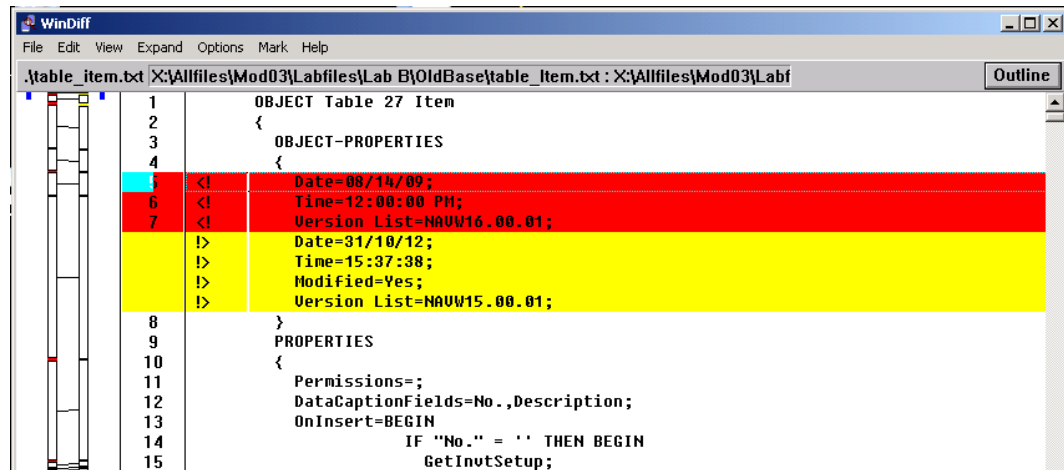 WinDiff
File Edit View Expand Options Mark Help
.\table_item.txt X:\Allfiles\Mod03\Labfiles\Lab B\OldBase\table_Item.txt : X:\Allfiles\Mod03\Labf Outline
1 OBJECT Table 27 Item
2 {
3 OBJECT-PROPERTIES
4 {
5 <! Date=08/14/09;
6 <! Time=12:00:00 PM;
7 <! Version List=NAVW16.00.01;
!> Date=31/10/12;
!> Time=15:37:38;
!> Modified=Yes;
!> Version List=NAVW15.00.01;
8 }
9 PROPERTIES
10 {
11 Permissions=;
12 DataCaptionFields=No.,Description;
13 OnInsert=BEGIN
14 IF "No." = '' THEN BEGIN
15 GetInvtSetup;